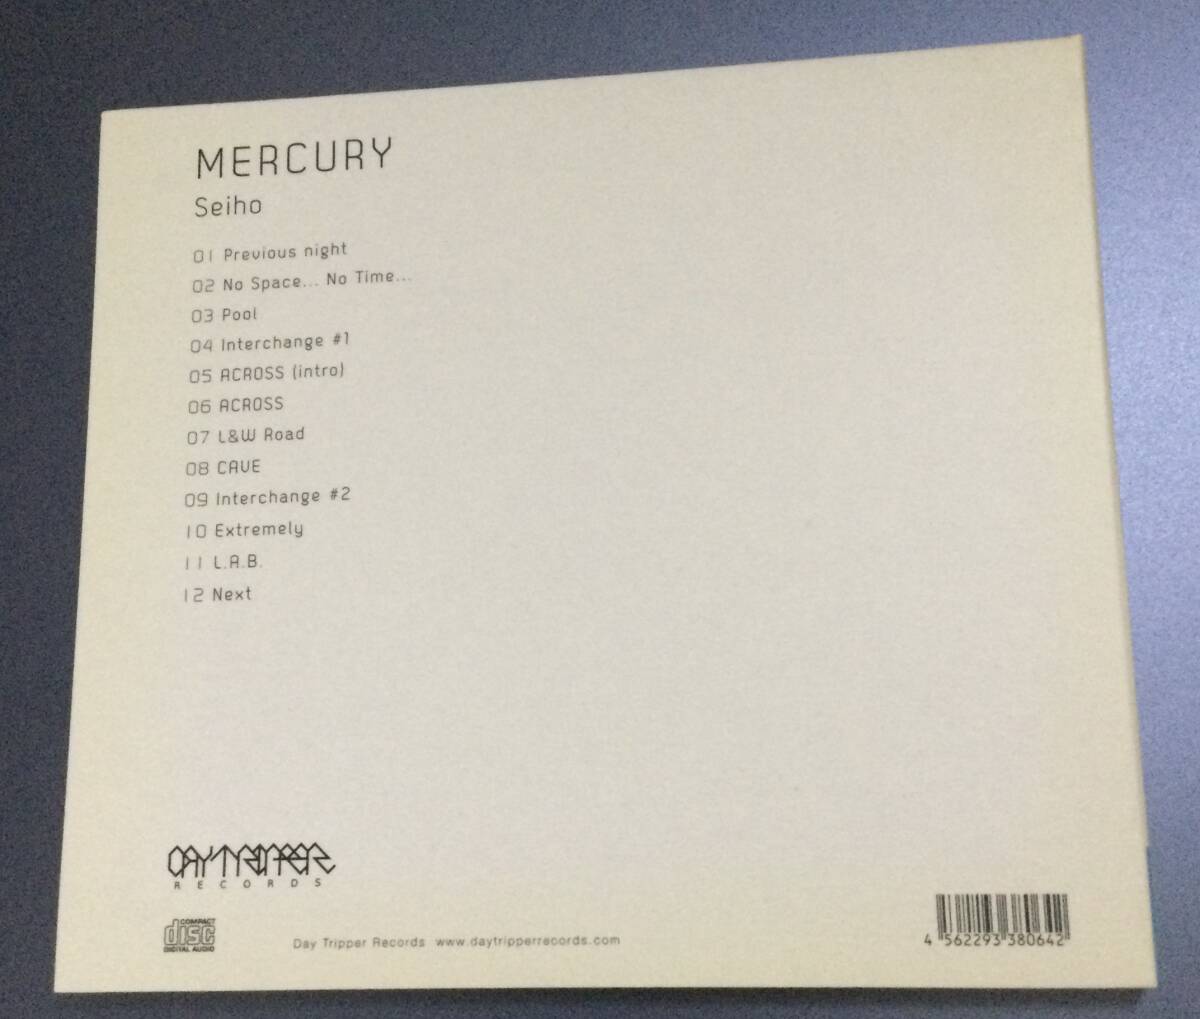 MERCURY
Seiho
01 Previous night
02 No Space... No Time...
03 Pool
04 Interchange #1
05 ACROSS (intro)
06 ACROSS
07 L&W Road
08 CAVE
09 Interchange #2
10 Extremely
11 L.A.B.
12 Next
DAYTRIPPER
RECORDS
COMPACT
disc
DIGITAL AUDIO
Day Tripper Records www.daytripperrecords.com
4 562293 380642